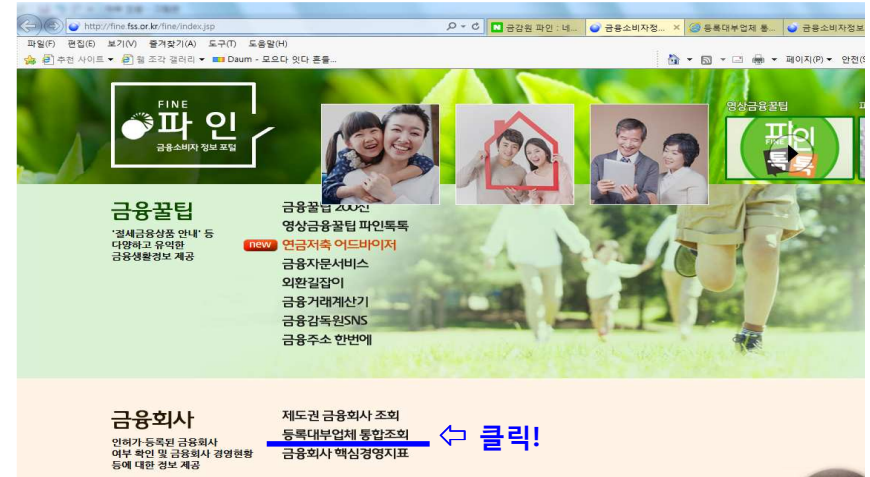 http://fine.fss.or.kr/fine/index.jsp
금감원 파인 : 네...
금융소비자정... ×
등록대부업체 통...
금융소비자정보
파일(F) 편집(E) 보기(V) 즐겨찾기(A) 도구(T) 도움말(H)
추천 사이트 ▾ 웹 조각 갤러리 ▾ Daum - 모으다 잇다 흔들...
페이지(P) ▾ 안전(S
FINE
파인
금융소비자 정보 포털
영상금융꿀팁
파인
FINE
톡톡
금융꿀팁
'절세금융상품 안내' 등
다양하고 유익한
금융생활정보 제공
금융꿀팁 200선
영상금융꿀팁 파인톡톡
new 연금저축 어드바이저
금융자문서비스
외환길잡이
금융거래계산기
금융감독원SNS
금융주소 한번에
금융회사
인허가·등록된 금융회사
여부 확인 및 금융회사 경영현황
등에 대한 정보 제공
제도권 금융회사 조회
등록대부업체 통합조회
금융회사 핵심경영지표
⇦ 클릭!